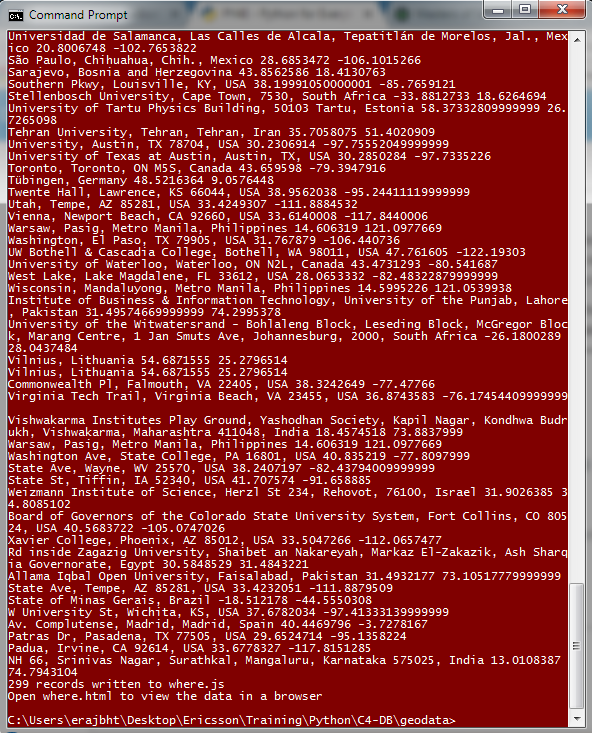 Command Prompt
Universidad de Salamanca, Las Calles de Alcala, Tepatitlán de Morelos, Jal., Mex
ico 20.8006748 -102.7653822
São Paulo, Chihuahua, Chih., Mexico 28.6853472 -106.1015266
Sarajevo, Bosnia and Herzegovina 43.8562586 18.4130763
Southern Pkwy, Louisville, KY, USA 38.19991050000001 -85.7659121
Stellenbosch University, Cape Town, 7530, South Africa -33.8812733 18.6264694
University of Tartu Physics Building, 50103 Tartu, Estonia 58.37332809999999 26.
7265098
Tehran University, Tehran, Tehran, Iran 35.7058075 51.4020909
University, Austin, TX 78704, USA 30.2306914 -97.75552049999999
University of Texas at Austin, Austin, TX, USA 30.2850284 -97.7335226
Toronto, Toronto, ON M5S, Canada 43.659598 -79.3947916
Tübingen, Germany 48.5216364 9.0576448
Twente Hall, Lawrence, KS 66044, USA 38.9562038 -95.24411119999999
Utah, Tempe, AZ 85281, USA 33.4249307 -111.8884532
Vienna, Newport Beach, CA 92660, USA 33.6140008 -117.8440006
Warsaw, Pasig, Metro Manila, Philippines 14.606319 121.0977669
Washington, El Paso, TX 79905, USA 31.767879 -106.440736
UW Bothell & Cascadia College, Bothell, WA 98011, USA 47.761605 -122.19303
University of Waterloo, Waterloo, ON N2L, Canada 43.4731293 -80.541687
West Lake, Lake Magdalene, FL 33612, USA 28.0653332 -82.48322879999999
Wisconsin, Mandaluyong, Metro Manila, Philippines 14.5995226 121.0539938
Institute of Business & Information Technology, University of the Punjab, Lahore
, Pakistan 31.49574669999999 74.2995378
University of the Witwatersrand - Bohlaleng Block, Leseding Block, McGregor Bloc
k, Marang Centre, 1 Jan Smuts Ave, Johannesburg, 2000, South Africa -26.1800289
28.0437484
Vilnius, Lithuania 54.6871555 25.2796514
Vilnius, Lithuania 54.6871555 25.2796514
Commonwealth Pl, Falmouth, VA 22405, USA 38.3242649 -77.47766
Virginia Tech Trail, Virginia Beach, VA 23455, USA 36.8743583 -76.17454409999999
Vishwakarma Institutes Play Ground, Yashodhan Society, Kapil Nagar, Kondhwa Budr
ukh, Vishwakarma, Maharashtra 411048, India 18.4574518 73.8837999
Warsaw, Pasig, Metro Manila, Philippines 14.606319 121.0977669
Washington Ave, State College, PA 16801, USA 40.835219 -77.8097999
State Ave, Wayne, WV 25570, USA 38.2407197 -82.43794009999999
State St, Tiffin, IA 52340, USA 41.707574 -91.658885
Weizmann Institute of Science, Herzl St 234, Rehovot, 76100, Israel 31.9026385 3
4.8085102
Board of Governors of the Colorado State University System, Fort Collins, CO 805
24, USA 40.5683722 -105.0747026
Xavier College, Phoenix, AZ 85012, USA 33.5047266 -112.0657477
Rd inside Zagazig University, Shaibet an Nakareyah, Markaz El-Zakazik, Ash Sharq
ia Governorate, Egypt 30.5848529 31.4843221
Allama Iqbal Open University, Faisalabad, Pakistan 31.4932177 73.10517779999999
State Ave, Tempe, AZ 85281, USA 33.4232051 -111.8879509
State of Minas Gerais, Brazil -18.512178 -44.5550308
W University St, Wichita, KS, USA 37.6782034 -97.41333139999999
Av. Complutense, Madrid, Madrid, Spain 40.4469796 -3.7278167
Patras Dr, Pasadena, TX 77505, USA 29.6524714 -95.1358224
Padua, Irvine, CA 92614, USA 33.6778327 -117.8151285
NH 66, Srinivas Nagar, Surathkal, Mangaluru, Karnataka 575025, India 13.0108387
74.7943104
299 records written to where.js
Open where.html to view the data in a browser
C:\Users\erajbht\Desktop\Ericsson\Training\Python\C4-DB\geodata>